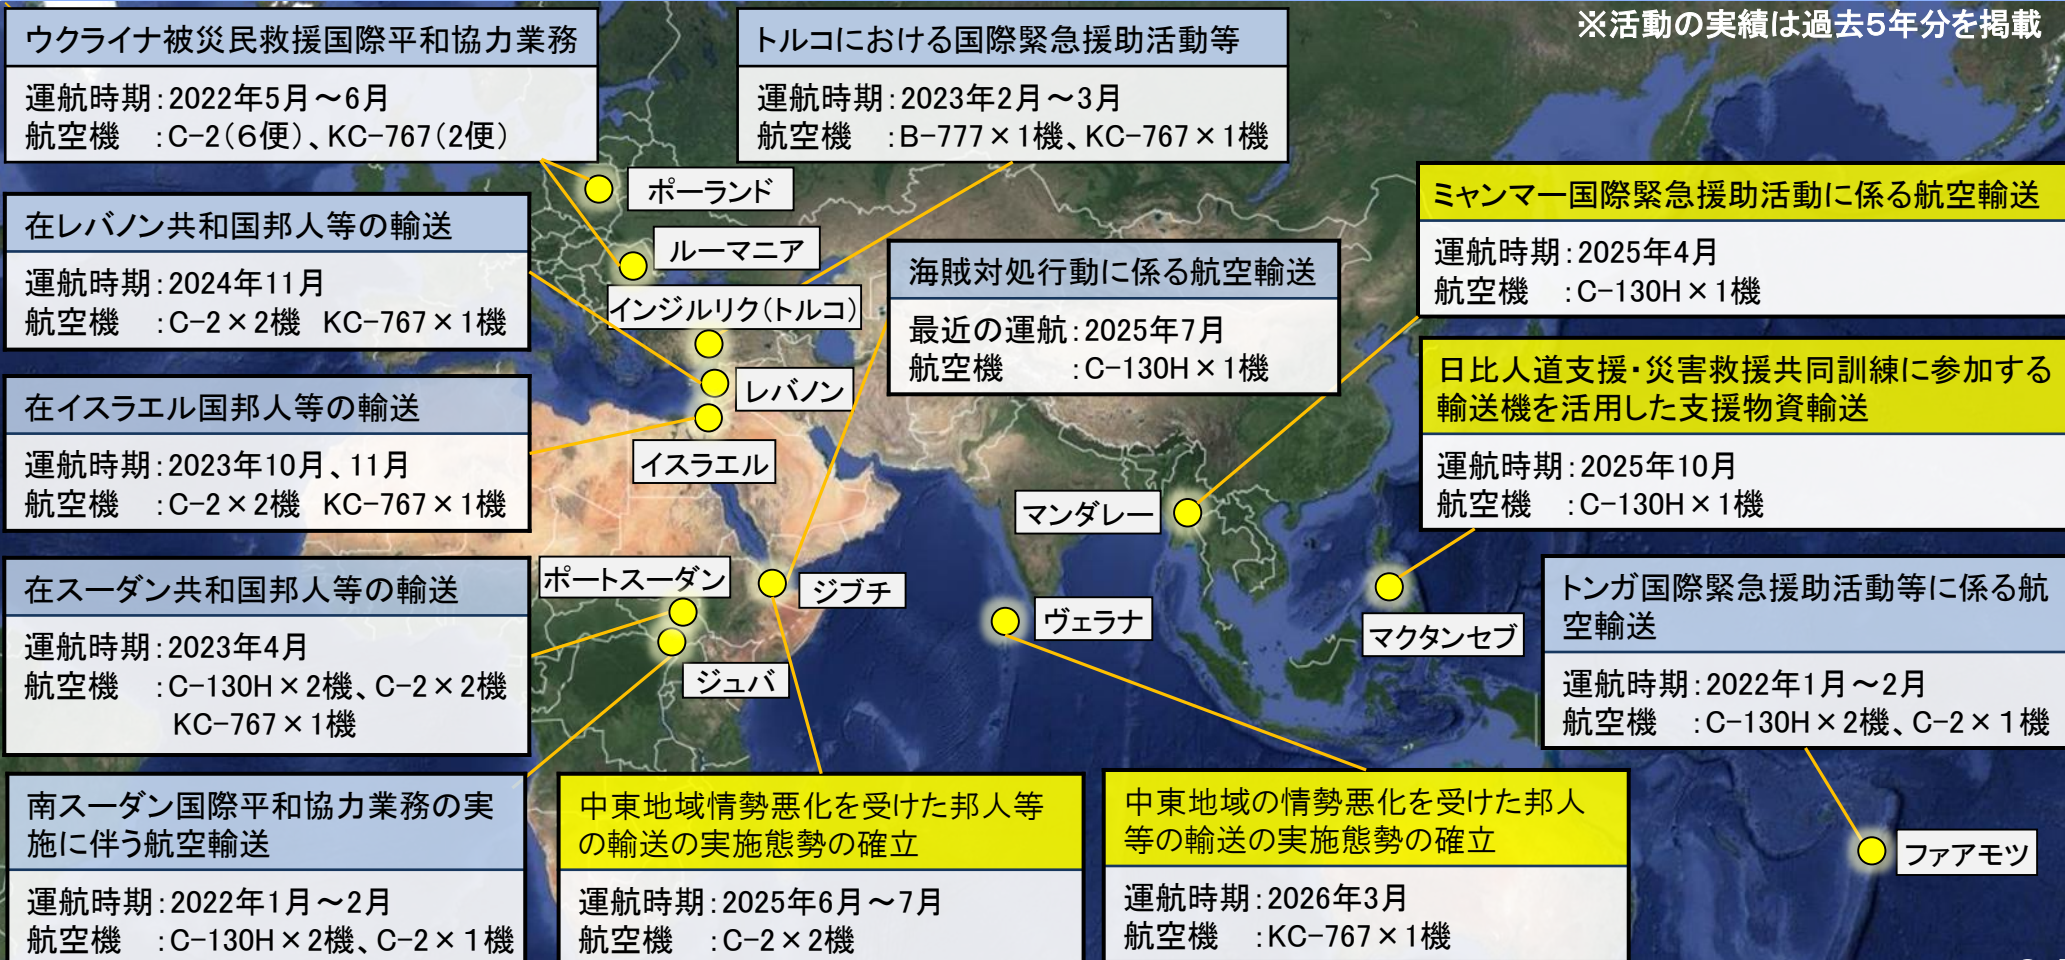 ※活動の実績は過去5年分を掲載
ウクライナ被災民救援国際平和協力業務
運航時期:2022年5月～6月
航空機　:C-2(6便)、KC-767(2便)
トルコにおける国際緊急援助活動等
運航時期:2023年2月～3月
航空機　:B-777×1機、KC-767×1機
ポーランド
ルーマニア
インジルリク(トルコ)
レバノン
イスラエル
在レバノン共和国邦人等の輸送
運航時期:2024年11月
航空機　:C-2×2機　KC-767×1機
海賊対処行動に係る航空輸送
最近の運航:2025年7月
航空機　　:C-130H×1機
ミャンマー国際緊急援助活動に係る航空輸送
運航時期:2025年4月
航空機　:C-130H×1機
在イスラエル国邦人等の輸送
運航時期:2023年10月、11月
航空機　:C-2×2機　KC-767×1機
日比人道支援・災害救援共同訓練に参加する
輸送機を活用した支援物資輸送
運航時期:2025年10月
航空機　:C-130H×1機
マンダレー
ポートスーダン
ジブチ
ヴェラナ
マクタンセブ
ジュバ
在スーダン共和国邦人等の輸送
運航時期:2023年4月
航空機　:C-130H×2機、C-2×2機
KC-767×1機
トンガ国際緊急援助活動等に係る航
空輸送
運航時期:2022年1月～2月
航空機　:C-130H×2機、C-2×1機
ファアモツ
南スーダン国際平和協力業務の実
施に伴う航空輸送
運航時期:2022年1月～2月
航空機　:C-130H×2機、C-2×1機
中東地域情勢悪化を受けた邦人等
の輸送の実施態勢の確立
運航時期:2025年6月～7月
航空機　:C-2×2機
中東地域の情勢悪化を受けた邦人
等の輸送の実施態勢の確立
運航時期:2026年3月
航空機　:KC-767×1機